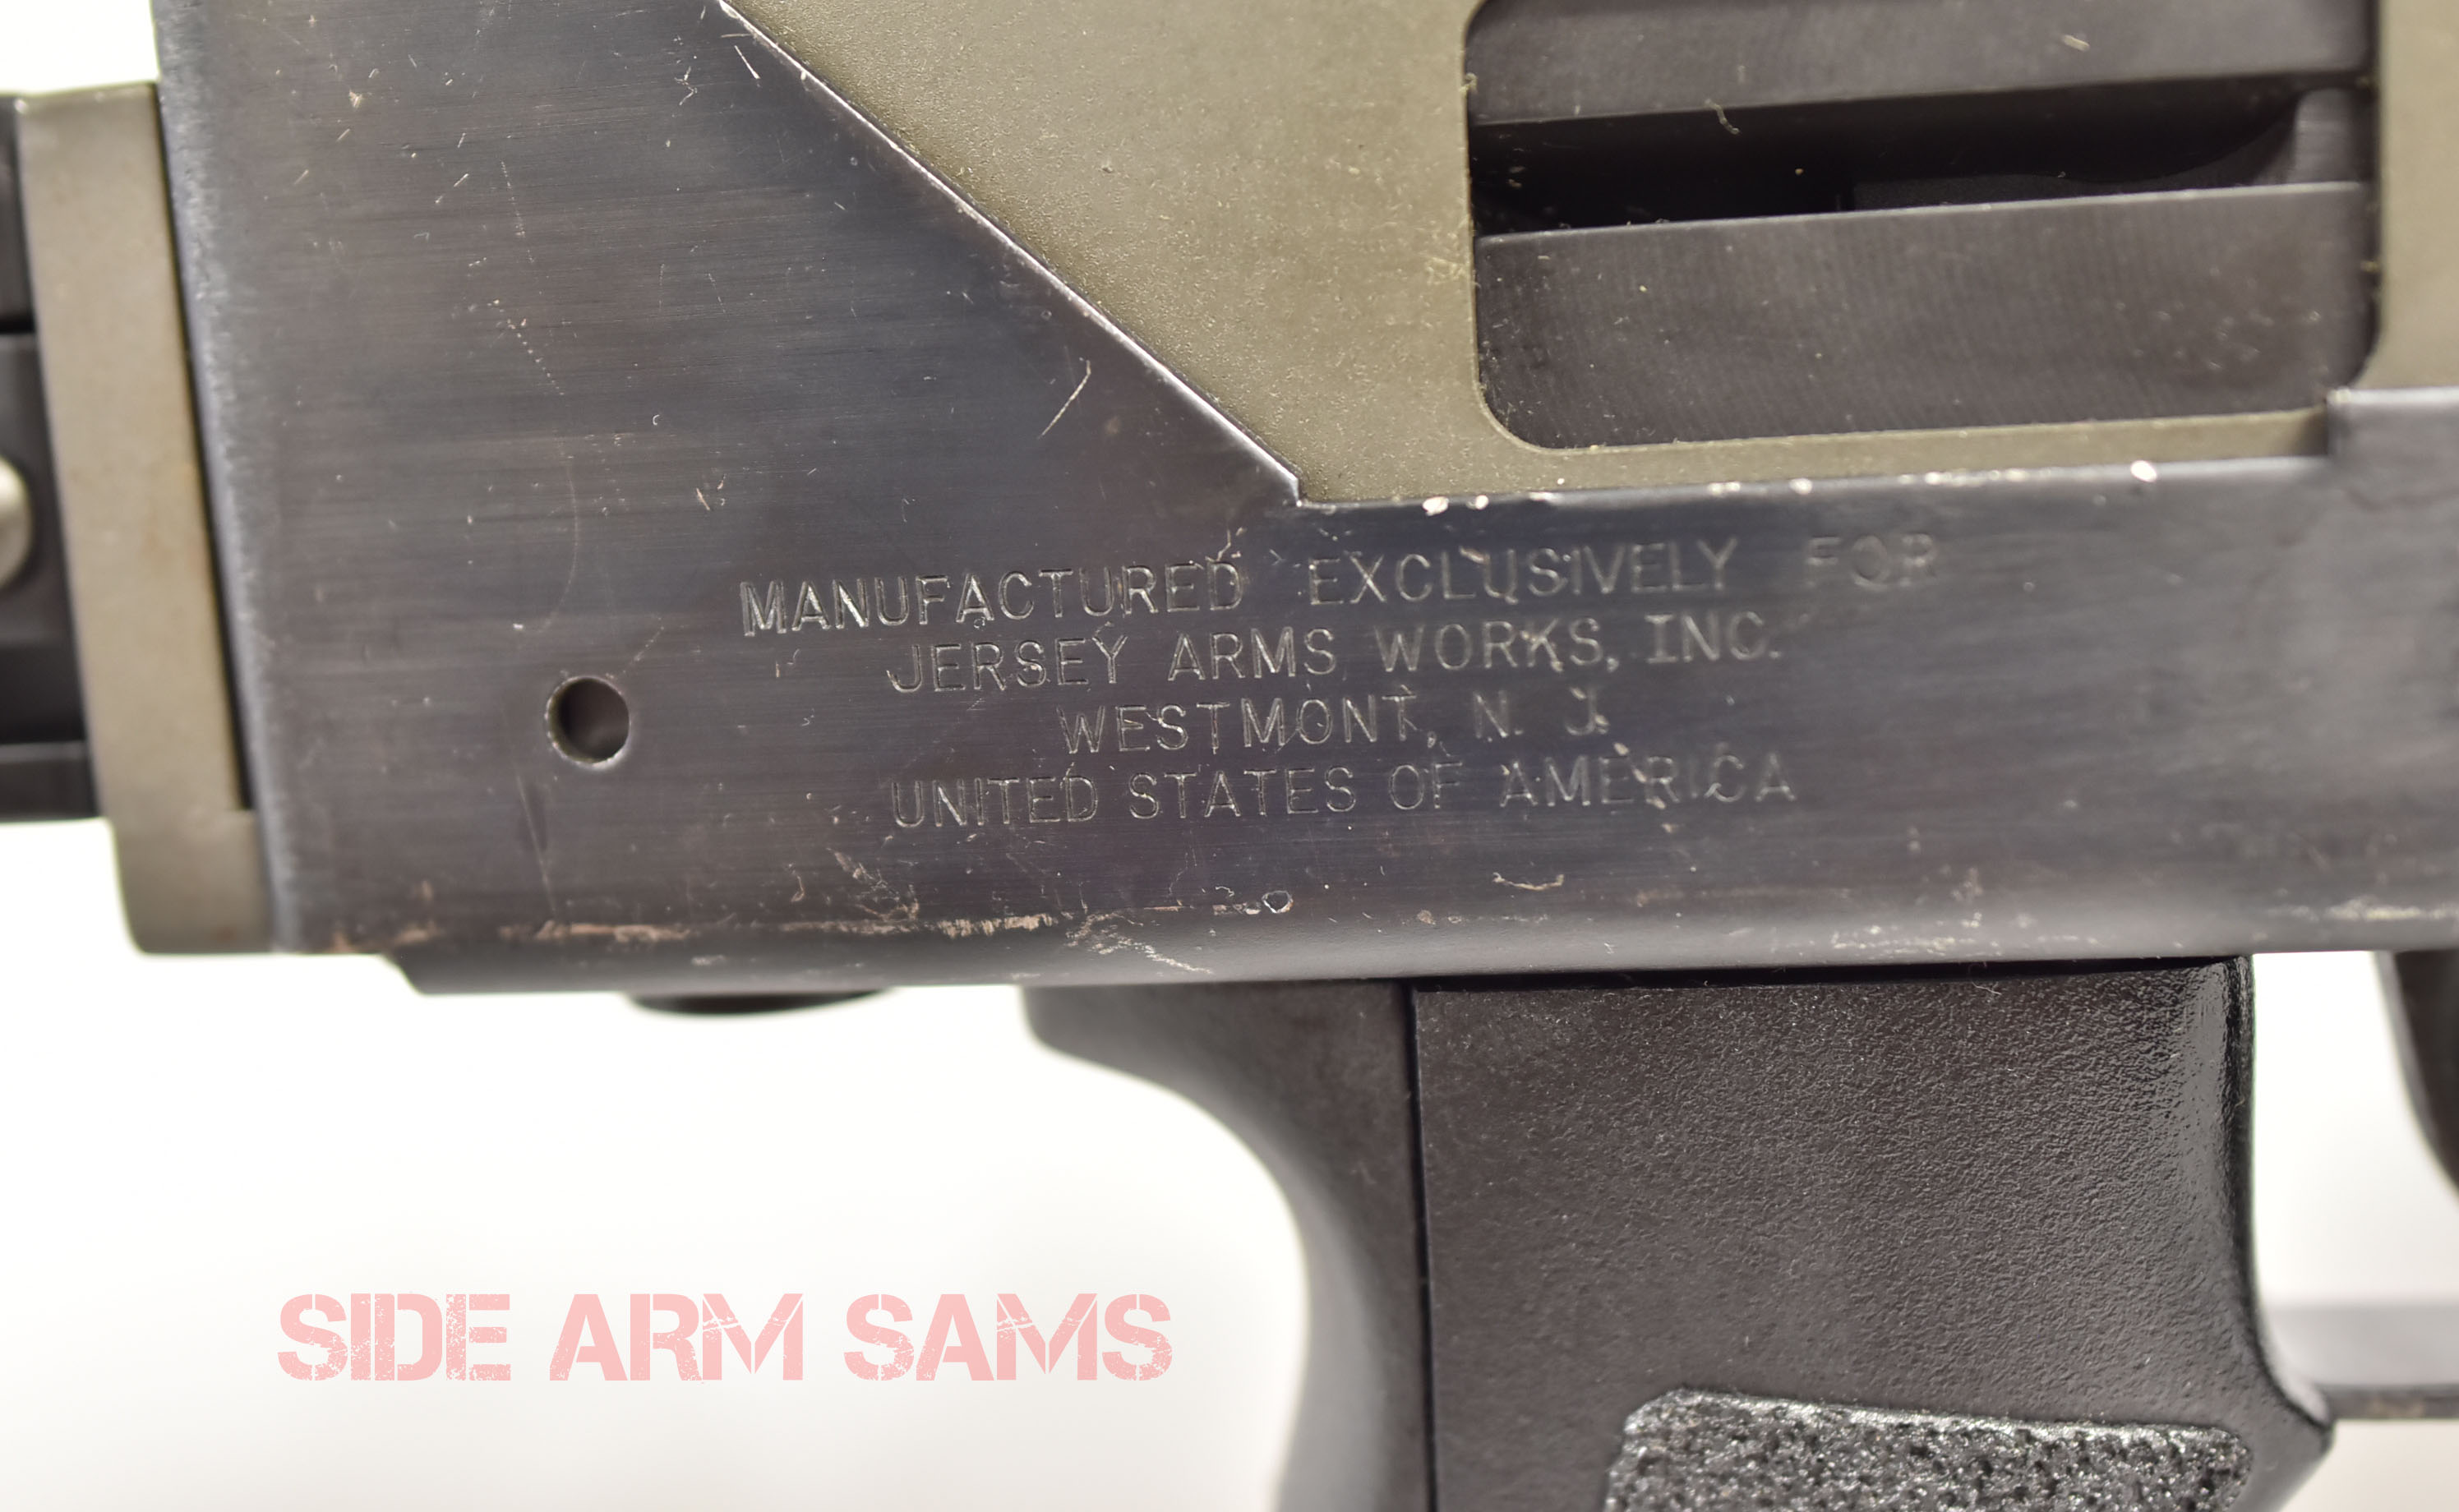 MANUFACTURED EXCLUSIVELY FOR
JERSEY ARMS WORKS, INC.
WESTMONT, N. J.
UNITED STATES OF AMERICA
SIDE ARM SAMS